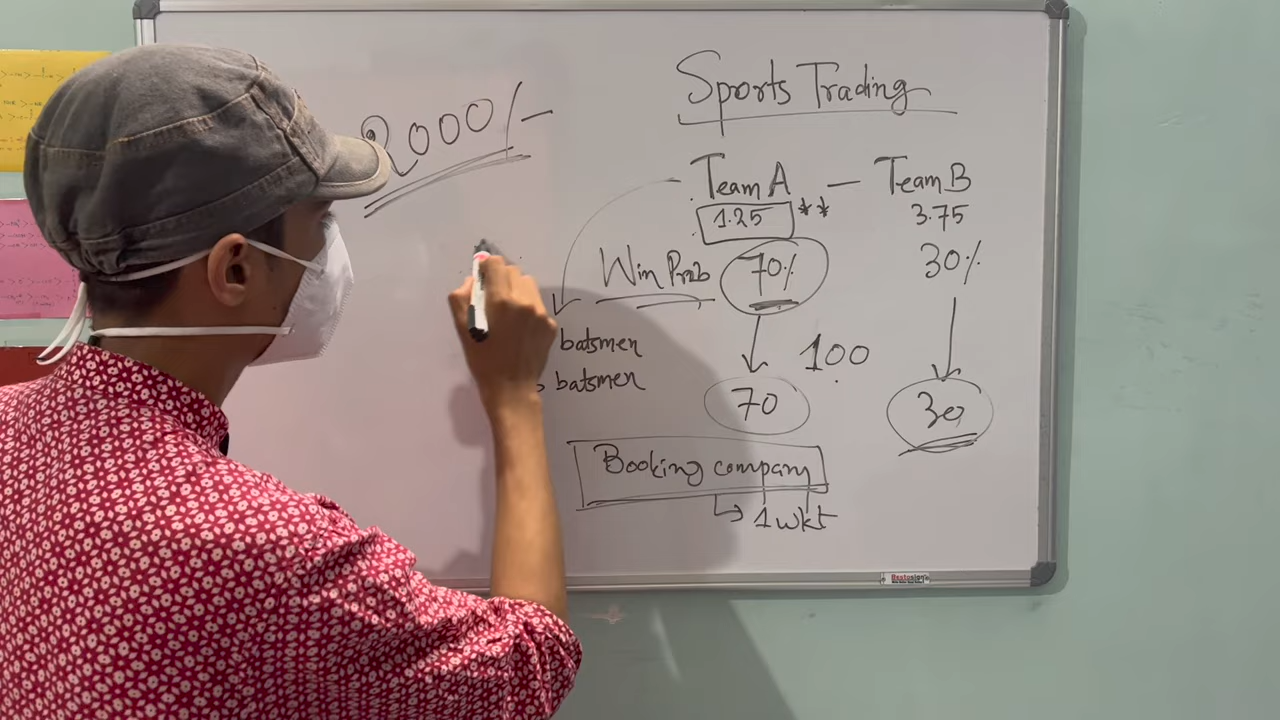 2000/-
Sports Trading
Team A — Team B
1.25 ** 3.75
Win Prob 70% 30%
batsmen
100
batsmen
70 30
Booking company
↳ 1 wkt